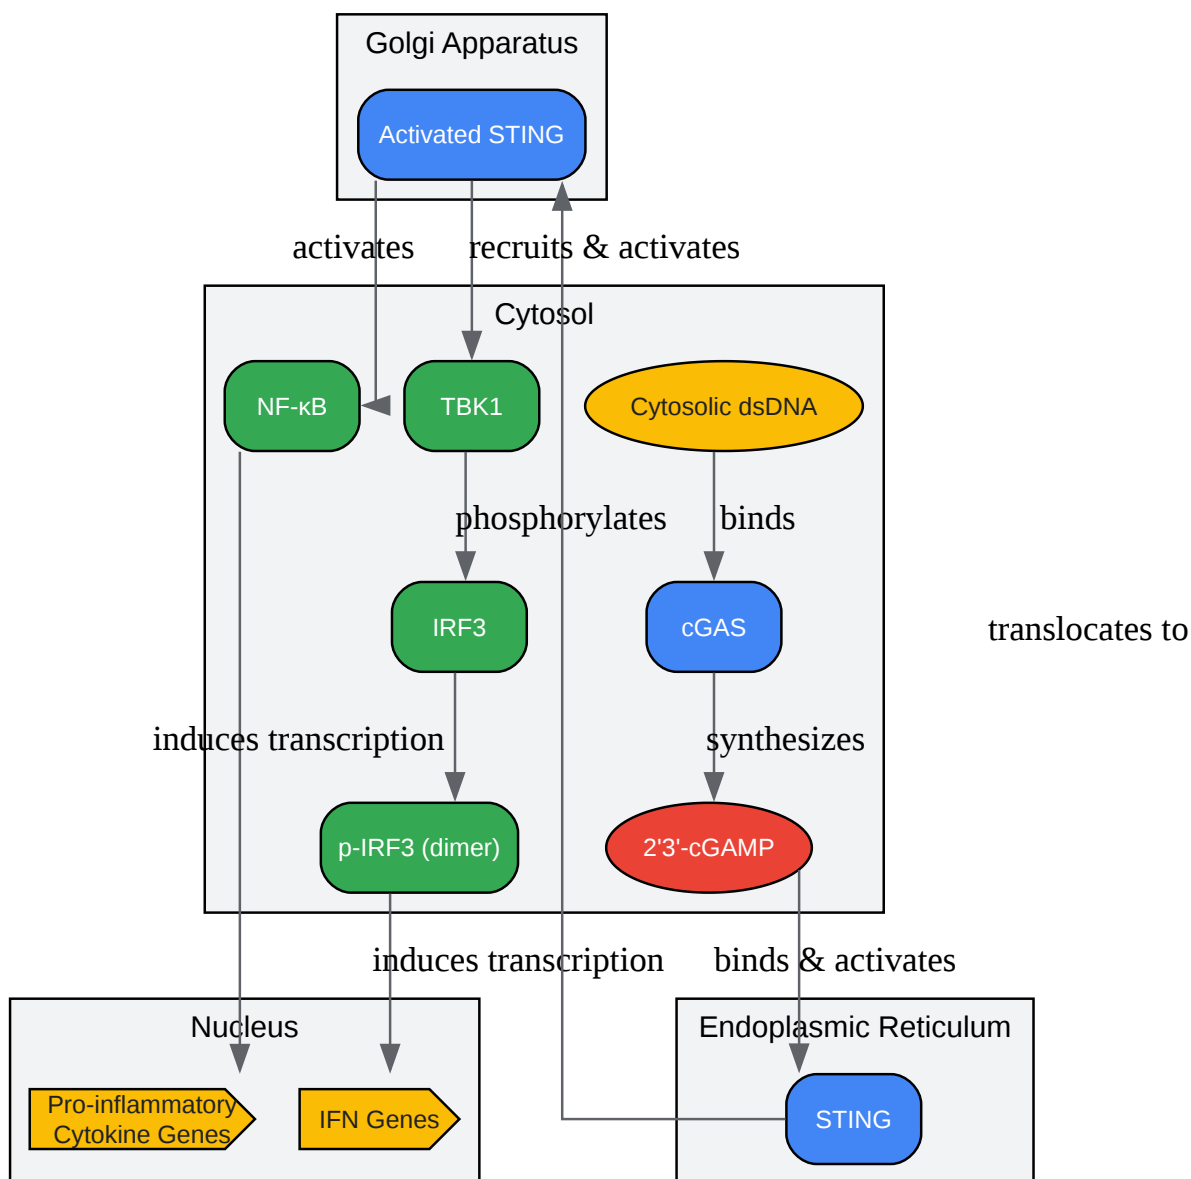 Golgi Apparatus
Activated STING
activates
recruits & activates
Cytosol
NF-κB
TBK1
Cytosolic dsDNA
phosphorylates
binds
IRF3
cGAS
translocates to
induces transcription
synthesizes
p-IRF3 (dimer)
2'3'-cGAMP
induces transcription
binds & activates
Nucleus
Endoplasmic Reticulum
Pro-inflammatory
Cytokine Genes
IFN Genes
STING